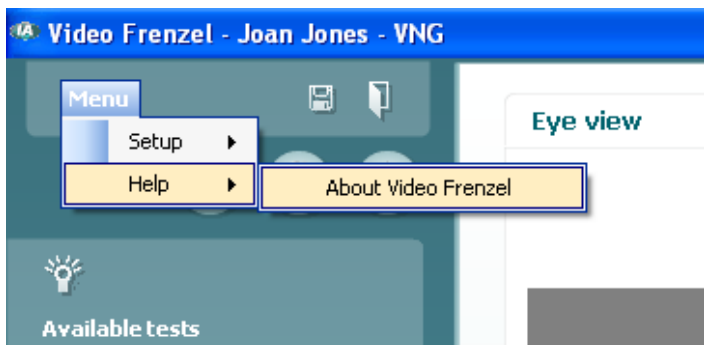 Video Frenzel - Joan Jones - VNG
Menu
Eye view
Setup
Help
About Video Frenzel
Available tests